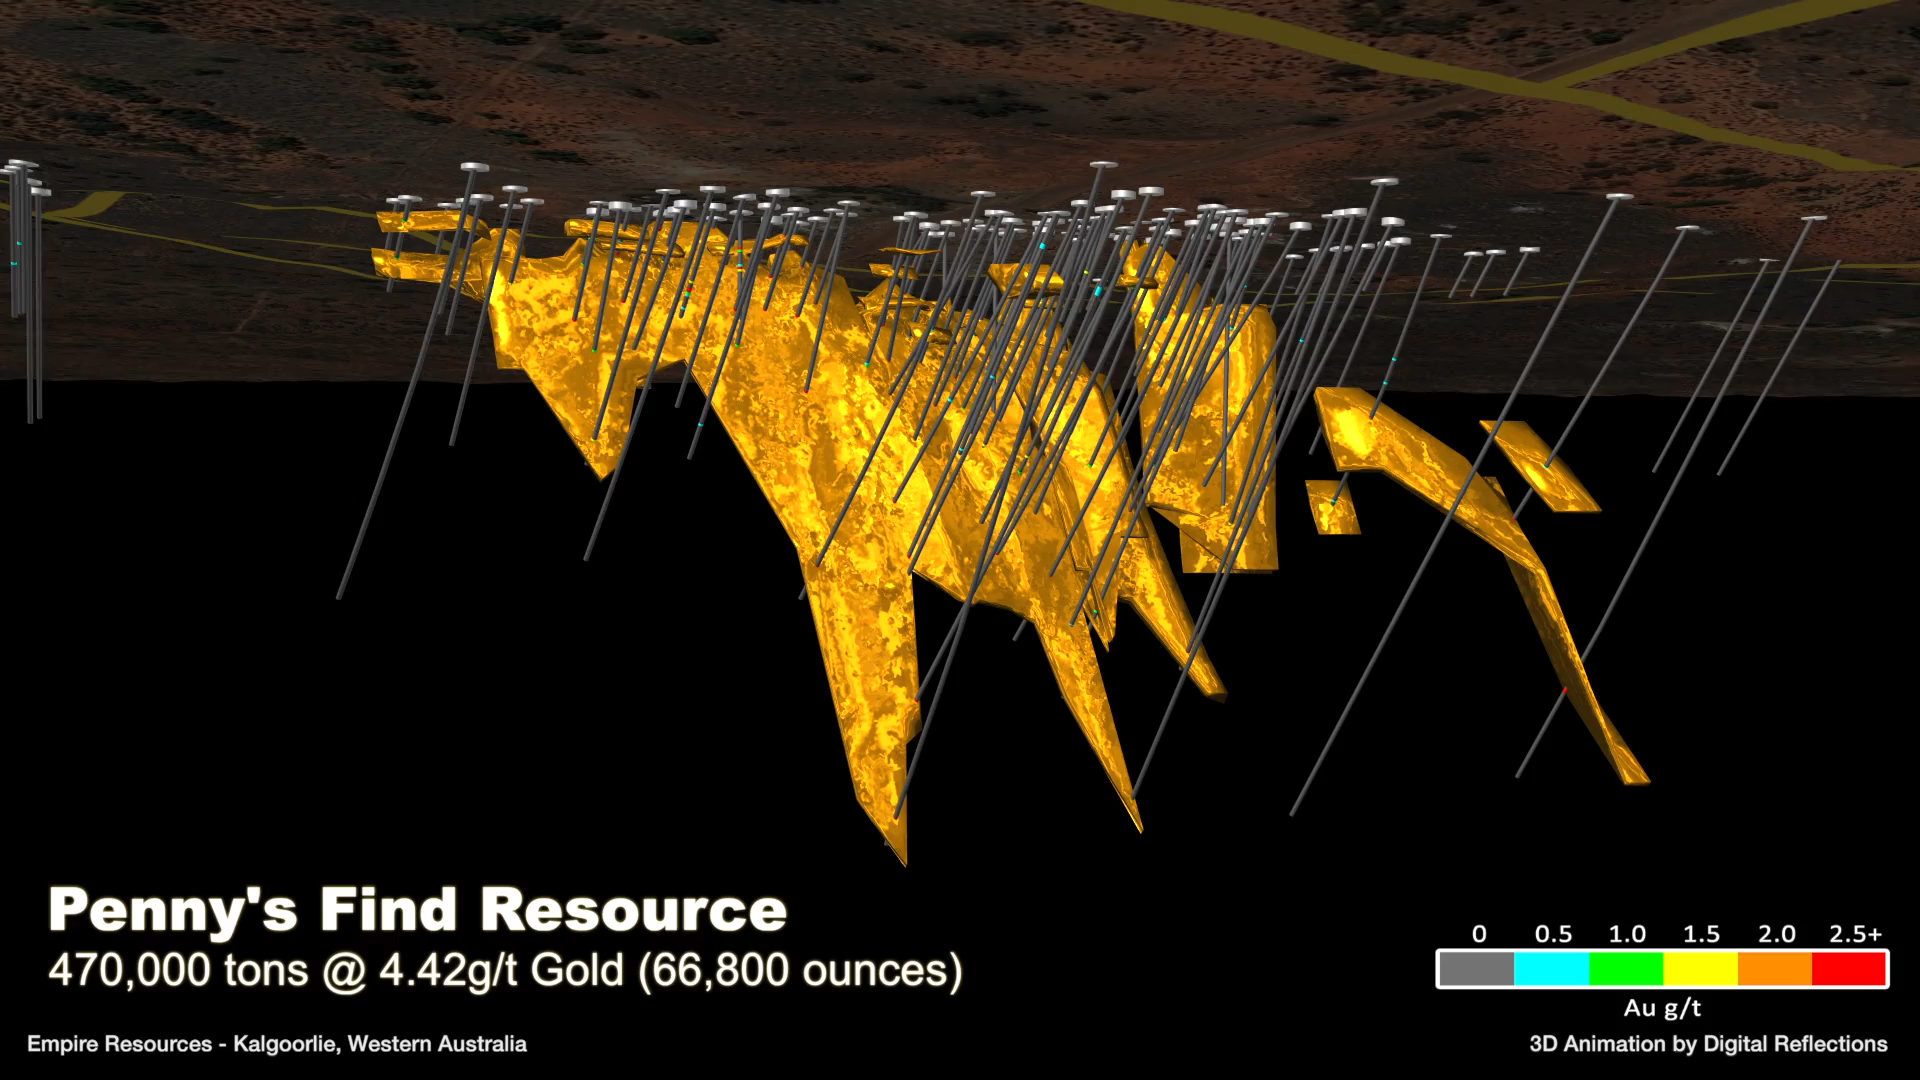 Penny's Find Resource
470,000 tons @ 4.42g/t Gold (66,800 ounces)
Empire Resources - Kalgoorlie, Western Australia
0 0.5 1.0 1.5 2.0 2.5+
Au g/t
3D Animation by Digital Reflections